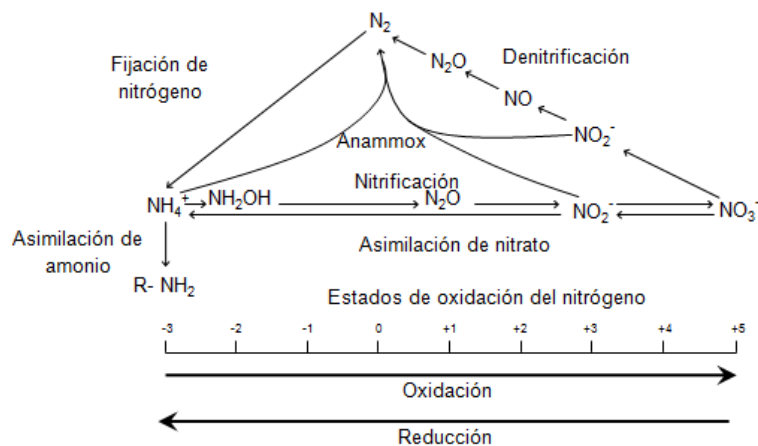 N₂
Fijación de
nitrógeno
N₂O
Denitrificación
NO
NO₂⁻
Anammox
Nitrificación
NH₄⁺
NH₂OH
N₂O
NO₂⁻
NO₃⁻
Asimilación de
amonio
Asimilación de nitrato
R- NH₂
Estados de oxidación del nitrógeno
-3 -2 -1 0 +1 +2 +3 +4 +5
Oxidación
Reducción